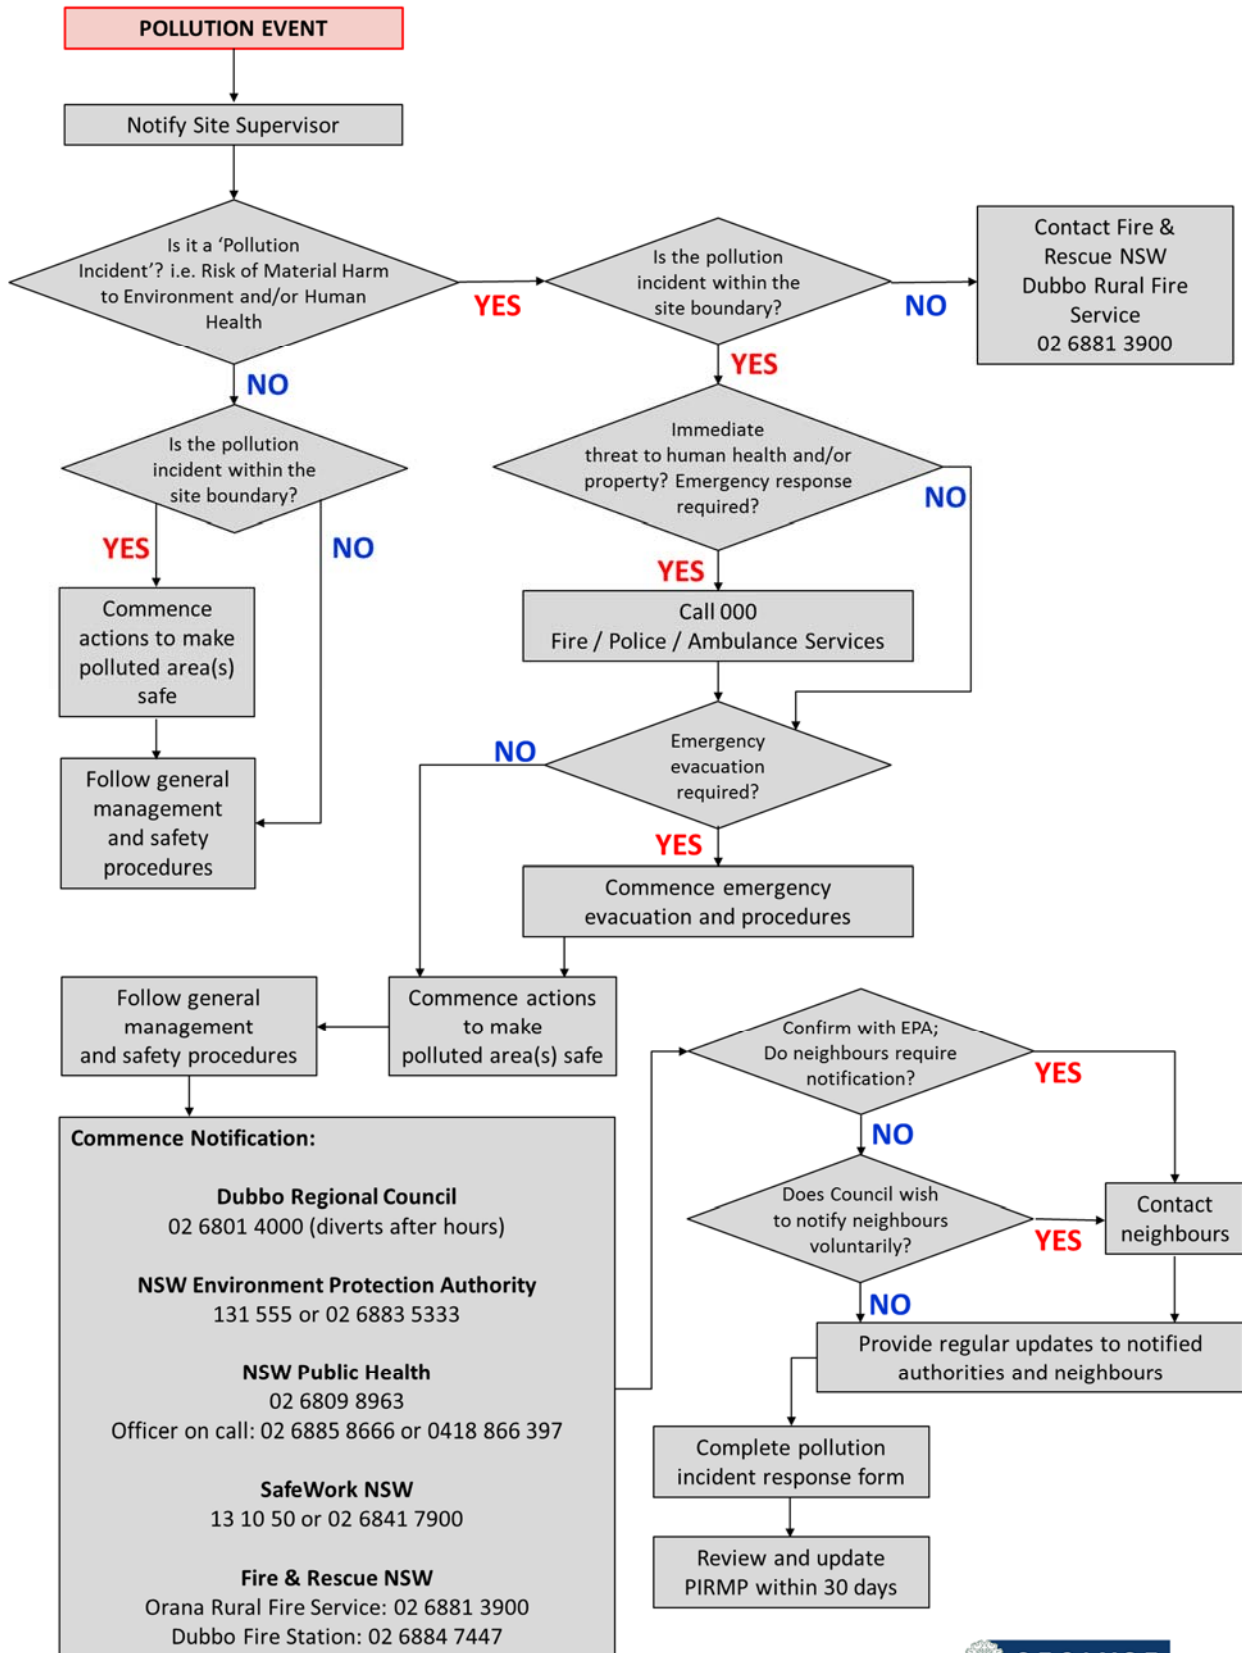 POLLUTION EVENT
Notify Site Supervisor
Is it a ‘Pollution
Incident’? i.e. Risk of Material Harm
to Environment and/or Human
Health
YES
Is the pollution
incident within the
site boundary?
NO
Contact Fire &
Rescue NSW
Dubbo Rural Fire
Service
02 6881 3900
NO
YES
Is the pollution
incident within the
site boundary?
YES
NO
Immediate
threat to human health and/or
property? Emergency response
required?
NO
YES
Commence
actions to make
polluted area(s)
safe
Call 000
Fire / Police / Ambulance Services
Follow general
management
and safety
procedures
NO
Emergency
evacuation
required?
YES
Commence emergency
evacuation and procedures
Follow general
management
and safety procedures
Commence actions
to make
polluted area(s) safe
Confirm with EPA;
Do neighbours require
notification?
YES
NO
Commence Notification:
Dubbo Regional Council
02 6801 4000 (diverts after hours)
NSW Environment Protection Authority
131 555 or 02 6883 5333
NSW Public Health
02 6809 8963
Officer on call: 02 6885 8666 or 0418 866 397
SafeWork NSW
13 10 50 or 02 6841 7900
Fire & Rescue NSW
Orana Rural Fire Service: 02 6881 3900
Dubbo Fire Station: 02 6884 7447
Does Council wish
to notify neighbours
voluntarily?
YES
Contact
neighbours
NO
Provide regular updates to notified
authorities and neighbours
Complete pollution
incident response form
Review and update
PIRMP within 30 days